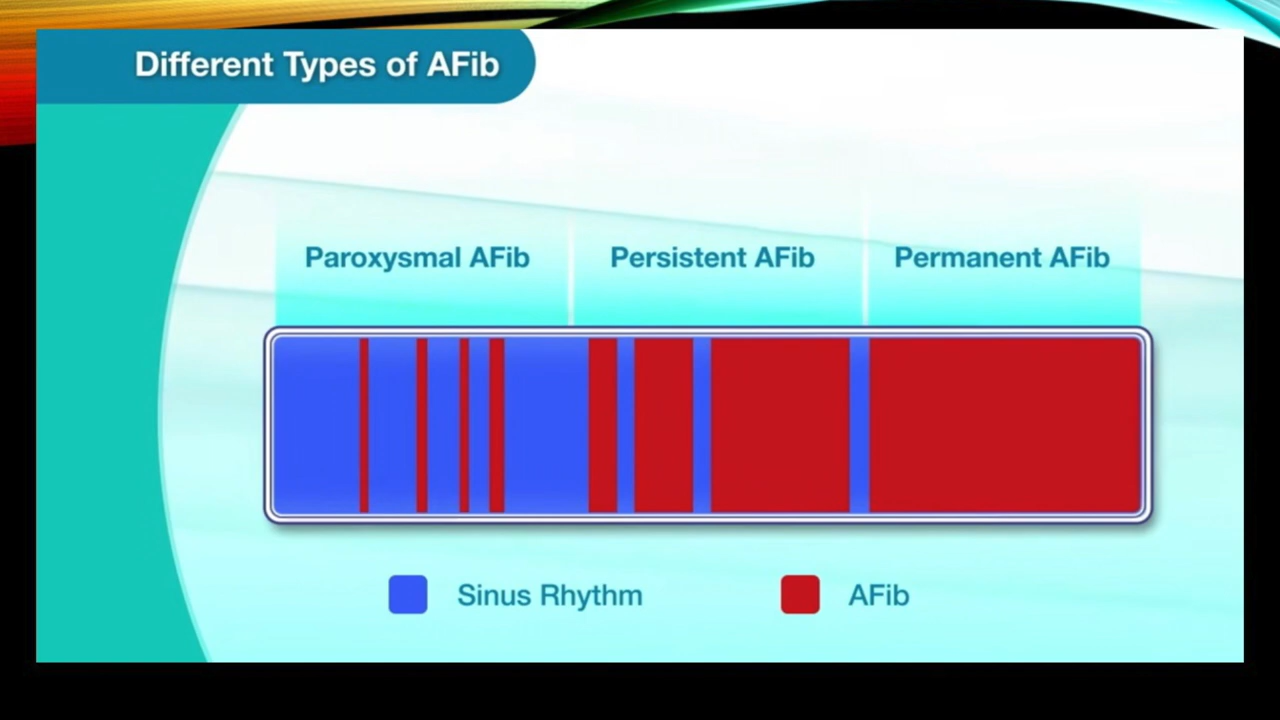 Different Types of AFib
Paroxysmal AFib
Persistent AFib
Permanent AFib
Sinus Rhythm
AFib